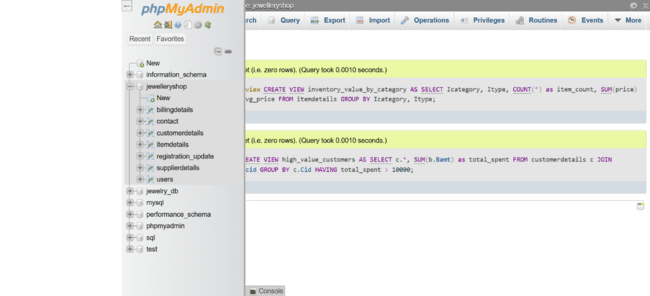 phpMyAdmin
Recent Favorites
New
information_schema
jewelleryshop
New
billingdetails
contact
customerdetails
itemdetails
registration_update
supplierdetails
users
jewelry_db
mysql
performance_schema
phpmyadmin
sql
test
e: jewelleryshop
rch Query Export Import Operations Privileges Routines Events More
t (i.e. zero rows). (Query took 0.0010 seconds.)
view CREATE VIEW inventory_value_by_category AS SELECT Icategory, Itype, COUNT(*) as item_count, SUM(price)
vg_price FROM itemdetails GROUP BY Icategory, Itype;
t (i.e. zero rows). (Query took 0.0010 seconds.)
EATE VIEW high_value_customers AS SELECT c.*, SUM(b.Bamt) as total_spent FROM customerdetails c JOIN
cid GROUP BY c.Cid HAVING total_spent > 10000;
Console